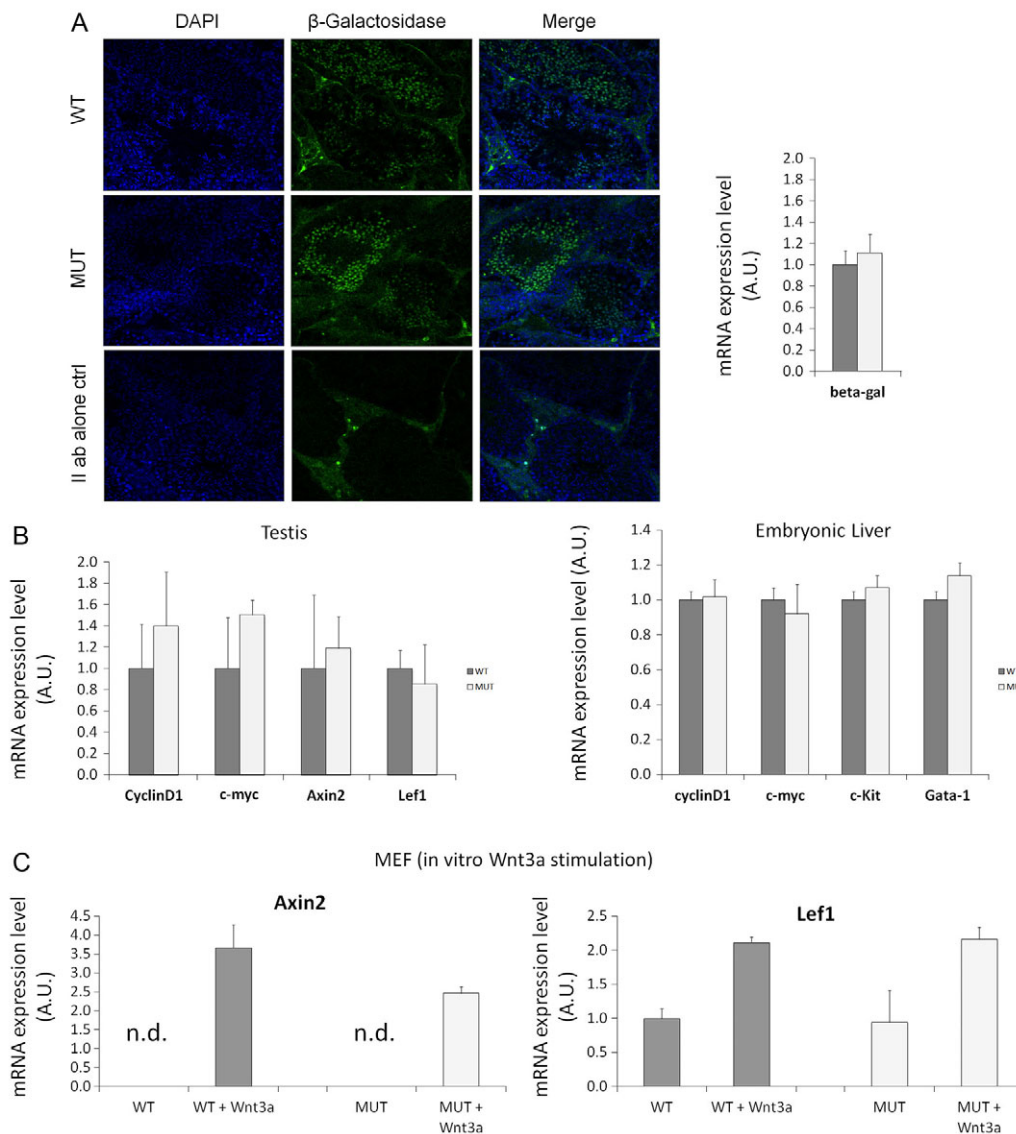 A
DAPI
β-Galactosidase
Merge
WT
MUT
II ab alone ctrl
mRNA expression level
(A.U.)
2.0
1.8
1.6
1.4
1.2
1.0
0.8
0.6
0.4
0.2
0.0
beta-gal
B
Testis
mRNA expression level
(A.U.)
2.0
1.8
1.6
1.4
1.2
1.0
0.8
0.6
0.4
0.2
0.0
CyclinD1
c-myc
Axin2
Lef1
WT
MUT
Embryonic Liver
mRNA expression level (A.U.)
1.4
1.2
1.0
0.8
0.6
0.4
0.2
0.0
cyclinD1
c-myc
c-Kit
Gata-1
C
MEF (in vitro Wnt3a stimulation)
Axin2
mRNA expression level
(A.U.)
4.5
4.0
3.5
3.0
2.5
2.0
1.5
1.0
0.5
0.0
n.d.
n.d.
WT
WT + Wnt3a
MUT
MUT +
Wnt3a
Lef1
mRNA expression level
(A.U.)
2.5
2.0
1.5
1.0
0.5
0.0
WT
WT + Wnt3a
MUT
MUT +
Wnt3a